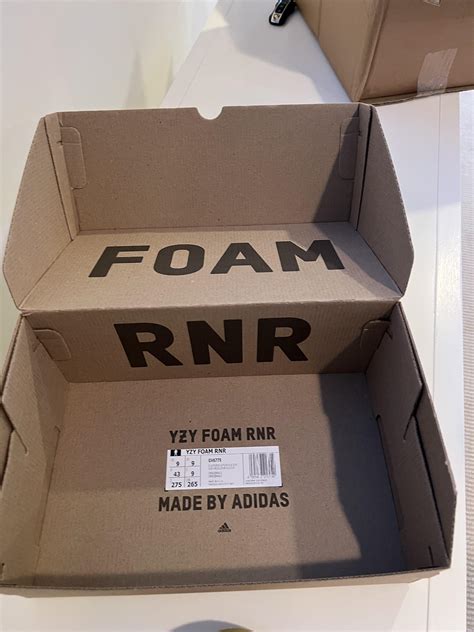 FOAM
RNR
YZY FOAM RNR
YZY FOAM RNR
9 9
43 9
275 265
MADE BY ADIDAS